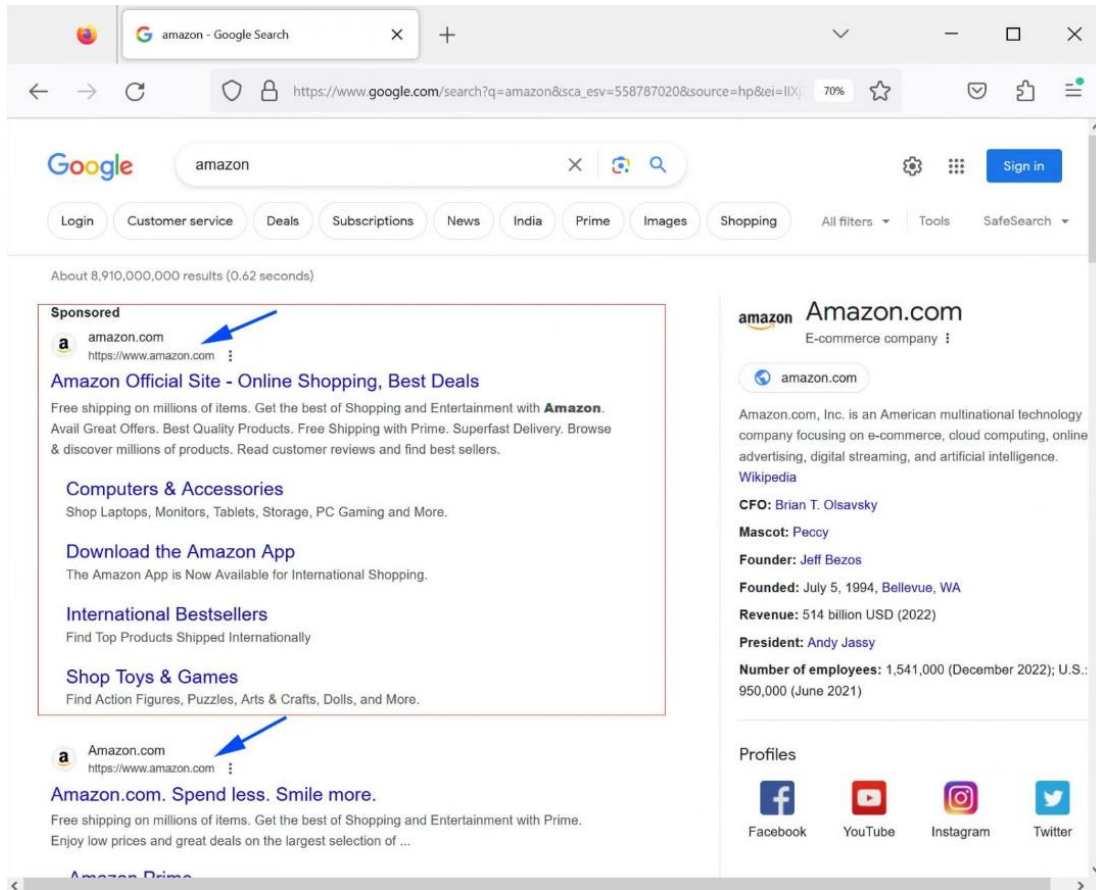 amazon - Google Search
https://www.google.com/search?q=amazon&sca_esv=558787020&source=hp&ei=
70%
Google
amazon
Sign in
Login
Customer service
Deals
Subscriptions
News
India
Prime
Images
Shopping
All filters
Tools
SafeSearch
About 8,910,000,000 results (0.62 seconds)
Sponsored
a
amazon.com
https://www.amazon.com
Amazon Official Site - Online Shopping, Best Deals
Free shipping on millions of items. Get the best of Shopping and Entertainment with Amazon.
Avail Great Offers. Best Quality Products. Free Shipping with Prime. Superfast Delivery. Browse
& discover millions of products. Read customer reviews and find best sellers.
Computers & Accessories
Shop Laptops, Monitors, Tablets, Storage, PC Gaming and More.
Download the Amazon App
The Amazon App is Now Available for International Shopping.
International Bestsellers
Find Top Products Shipped Internationally
Shop Toys & Games
Find Action Figures, Puzzles, Arts & Crafts, Dolls, and More.
a
Amazon.com
https://www.amazon.com
Amazon.com. Spend less. Smile more.
Free shipping on millions of items. Get the best of Shopping and Entertainment with Prime.
Enjoy low prices and great deals on the largest selection of ...
Amazon Prime
amazon
Amazon.com
E-commerce company
amazon.com
Amazon.com, Inc. is an American multinational technology
company focusing on e-commerce, cloud computing, online
advertising, digital streaming, and artificial intelligence.
Wikipedia
CFO: Brian T. Olsavsky
Mascot: Peccy
Founder: Jeff Bezos
Founded: July 5, 1994, Bellevue, WA
Revenue: 514 billion USD (2022)
President: Andy Jassy
Number of employees: 1,541,000 (December 2022); U.S.:
950,000 (June 2021)
Profiles
Facebook
YouTube
Instagram
Twitter